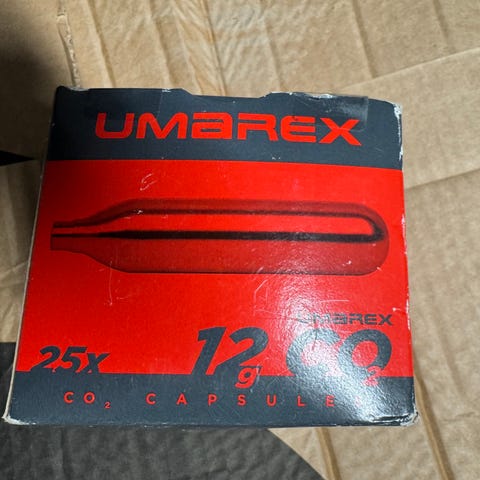 UMAREX
UMAREX
25x 12g CO₂
CO₂ CAPSULE